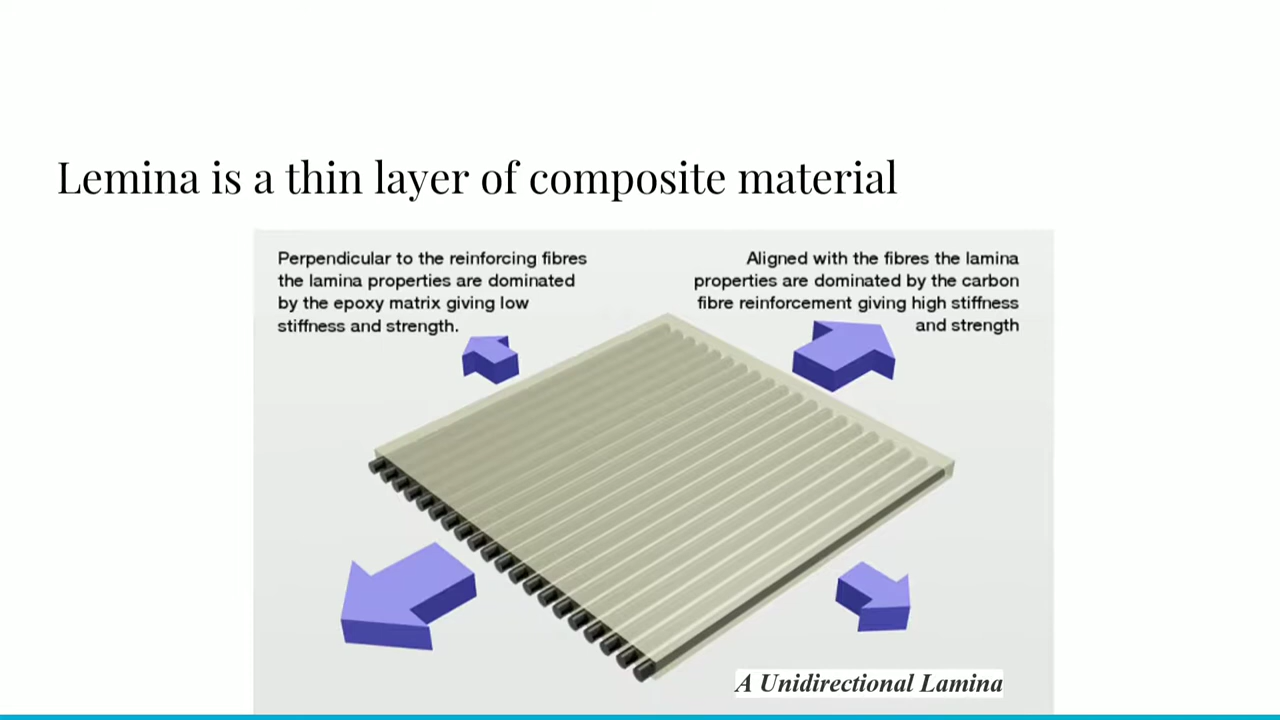 Lemina is a thin layer of composite material
Perpendicular to the reinforcing fibres
the lamina properties are dominated
by the epoxy matrix giving low
stiffness and strength.
Aligned with the fibres the lamina
properties are dominated by the carbon
fibre reinforcement giving high stiffness
and strength
A Unidirectional Lamina